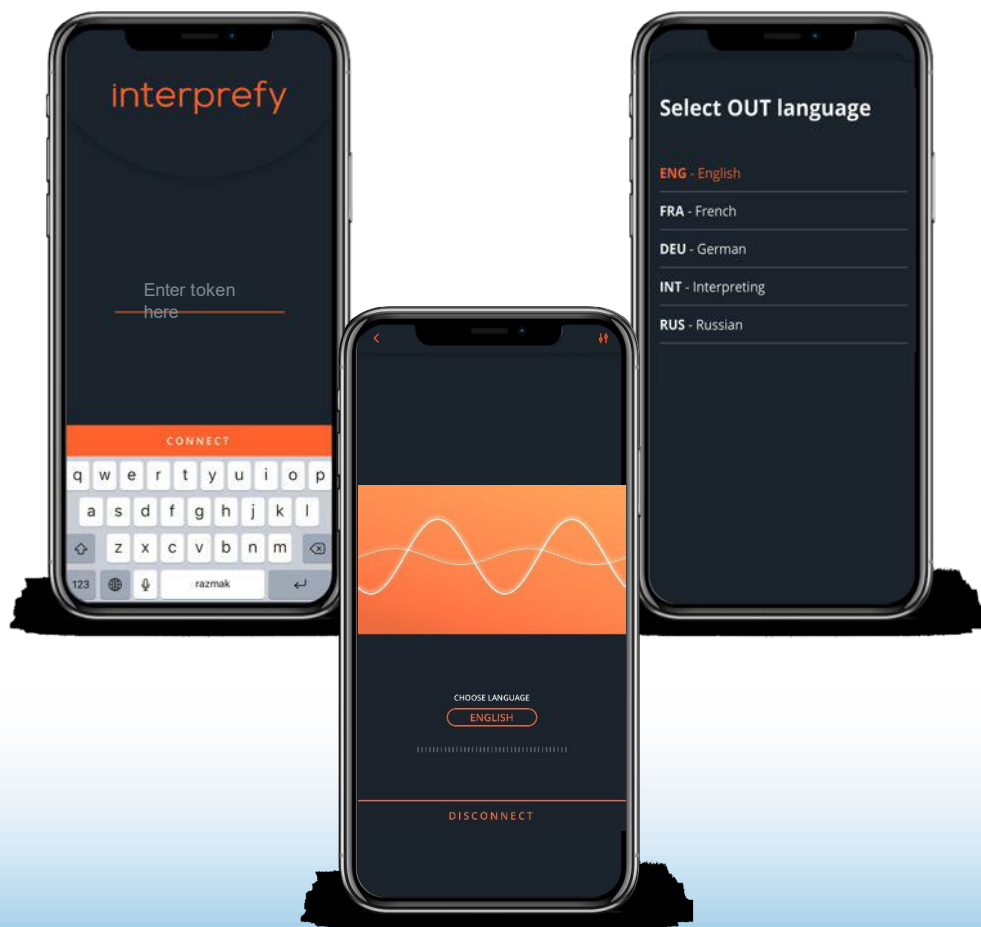 interprefy
Enter token
here
CONNECT
q w e r t y u i o p
a s d f g h j k l
z x c v b n m
123 razmak
CHOOSE LANGUAGE
ENGLISH
DISCONNECT
Select OUT language
ENG - English
FRA - French
DEU - German
INT - Interpreting
RUS - Russian